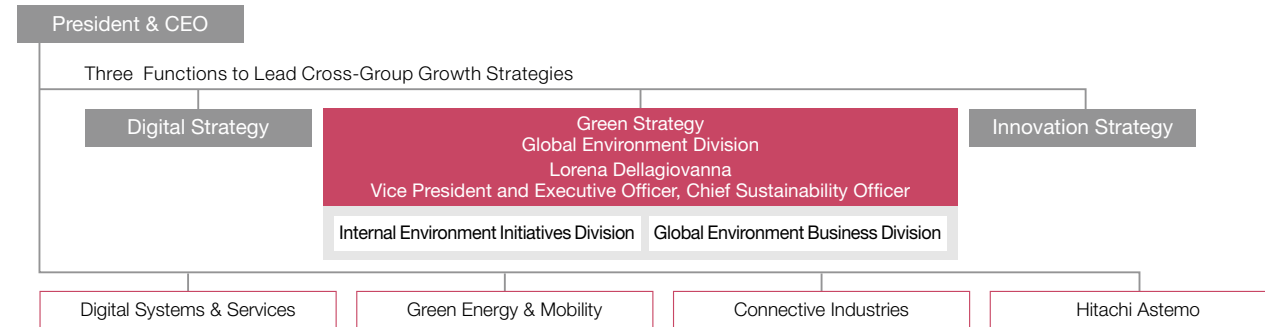 President & CEO
Three Functions to Lead Cross-Group Growth Strategies
Digital Strategy
Green Strategy
Global Environment Division
Lorena Dellagiovanna
Vice President and Executive Officer, Chief Sustainability Officer
Innovation Strategy
Internal Environment Initiatives Division
Global Environment Business Division
Digital Systems & Services
Green Energy & Mobility
Connective Industries
Hitachi Astemo